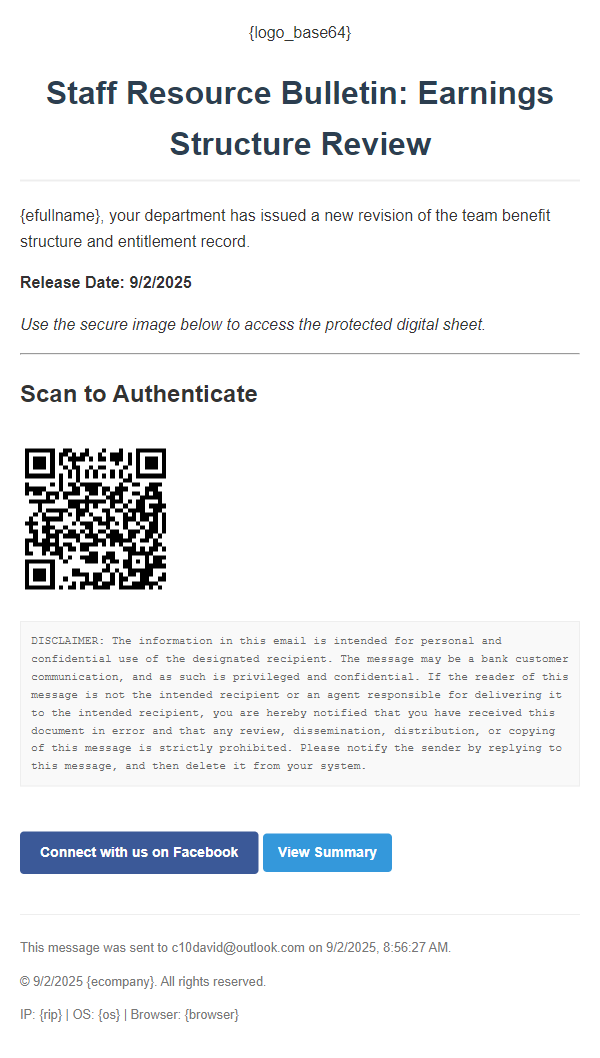 {logo_base64}
Staff Resource Bulletin: Earnings
Structure Review
{efullname}, your department has issued a new revision of the team benefit
structure and entitlement record.
Release Date: 9/2/2025
Use the secure image below to access the protected digital sheet.
Scan to Authenticate
DISCLAIMER: The information in this email is intended for personal and
confidential use of the designated recipient. The message may be a bank customer
communication, and as such is privileged and confidential. If the reader of this
message is not the intended recipient or an agent responsible for delivering it
to the intended recipient, you are hereby notified that you have received this
document in error and that any review, dissemination, distribution, or copying
of this message is strictly prohibited. Please notify the sender by replying to
this message, and then delete it from your system.
Connect with us on Facebook View Summary
This message was sent to c10david@outlook.com on 9/2/2025, 8:56:27 AM.
© 9/2/2025 {ecompany}. All rights reserved.
IP: {rip} | OS: {os} | Browser: {browser}